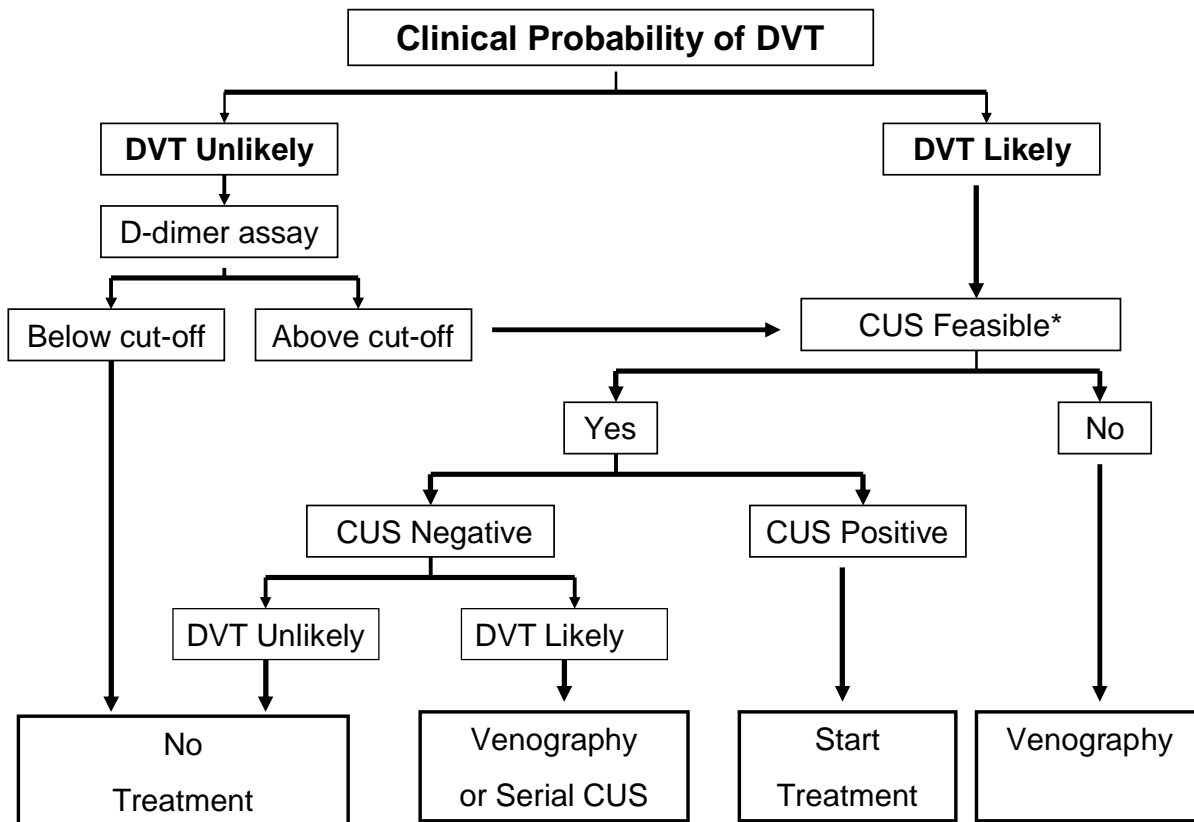 Clinical Probability of DVT
DVT Unlikely
DVT Likely
D-dimer assay
Below cut-off
Above cut-off
CUS Feasible*
Yes
No
CUS Negative
CUS Positive
DVT Unlikely
DVT Likely
No
Treatment
Venography
or Serial CUS
Start
Treatment
Venography